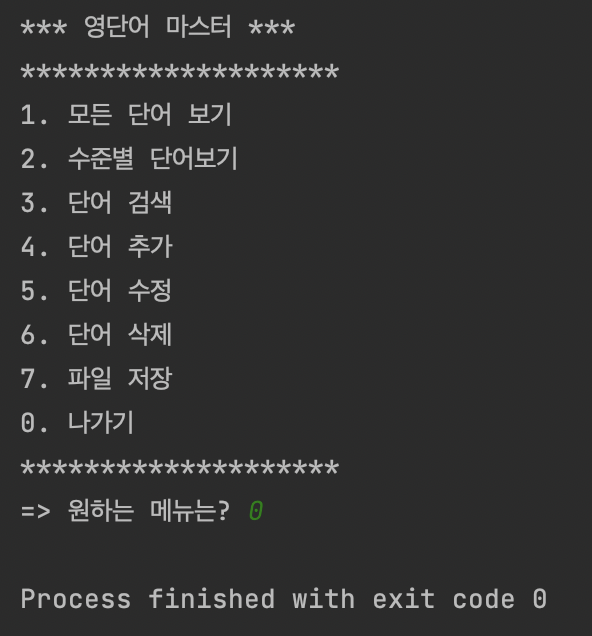 *** 영단어 마스터 ***
********************
1. 모든 단어 보기
2. 수준별 단어보기
3. 단어 검색
4. 단어 추가
5. 단어 수정
6. 단어 삭제
7. 파일 저장
0. 나가기
********************
=> 원하는 메뉴는? 0
Process finished with exit code 0